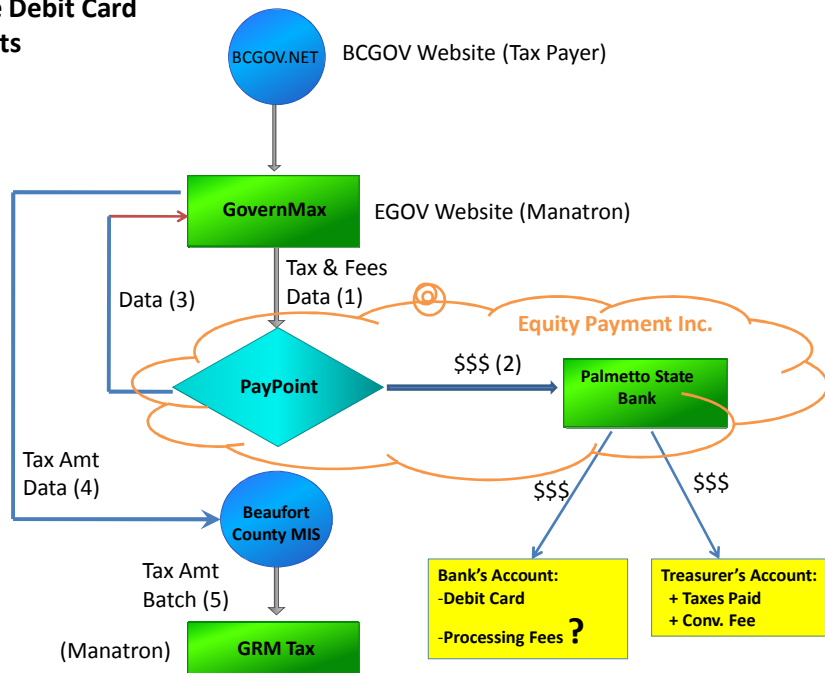 e Debit Card
ts
BCGOV.NET
BCGOV Website (Tax Payer)
GovernMax
EGOV Website (Manatron)
Tax & Fees
Data (1)
Data (3)
Equity Payment Inc.
PayPoint
$$$ (2)
Palmetto State
Bank
Tax Amt
Data (4)
$$$
$$$
Beaufort
County MIS
Bank's Account:
-Debit Card
-Processing Fees ?
Treasurer's Account:
+ Taxes Paid
+ Conv. Fee
Tax Amt
Batch (5)
(Manatron)
GRM Tax